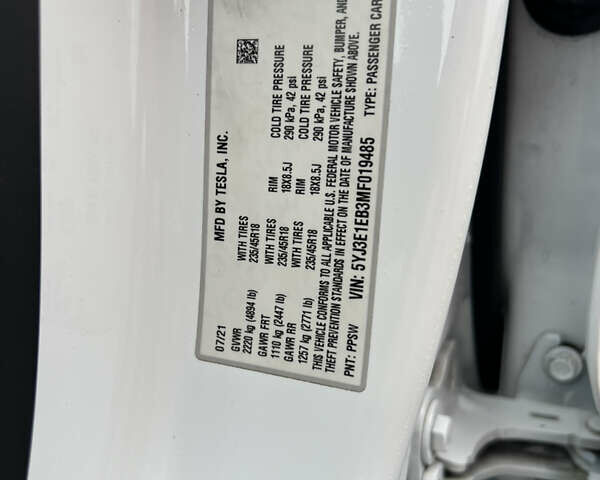 MFD BY TESLA, INC.
07/21
GVWR
2220 kg (4894 lb)
GAWR FRT WITH TIRES RIM COLD TIRE PRESSURE
1110 kg (2447 lb) 235/45R18 18X8.5J 290 kPa, 42 psi
GAWR RR WITH TIRES RIM COLD TIRE PRESSURE
1257 kg (2771 lb) 235/45R18 18X8.5J 290 kPa, 42 psi
THIS VEHICLE CONFORMS TO ALL APPLICABLE U.S. FEDERAL MOTOR VEHICLE SAFETY, BUMPER, AND
THEFT PREVENTION STANDARDS IN EFFECT ON THE DATE OF MANUFACTURE SHOWN ABOVE.
VIN: 5YJ3E1EB3MF019485 TYPE: PASSENGER CAR
PNT: PPSW